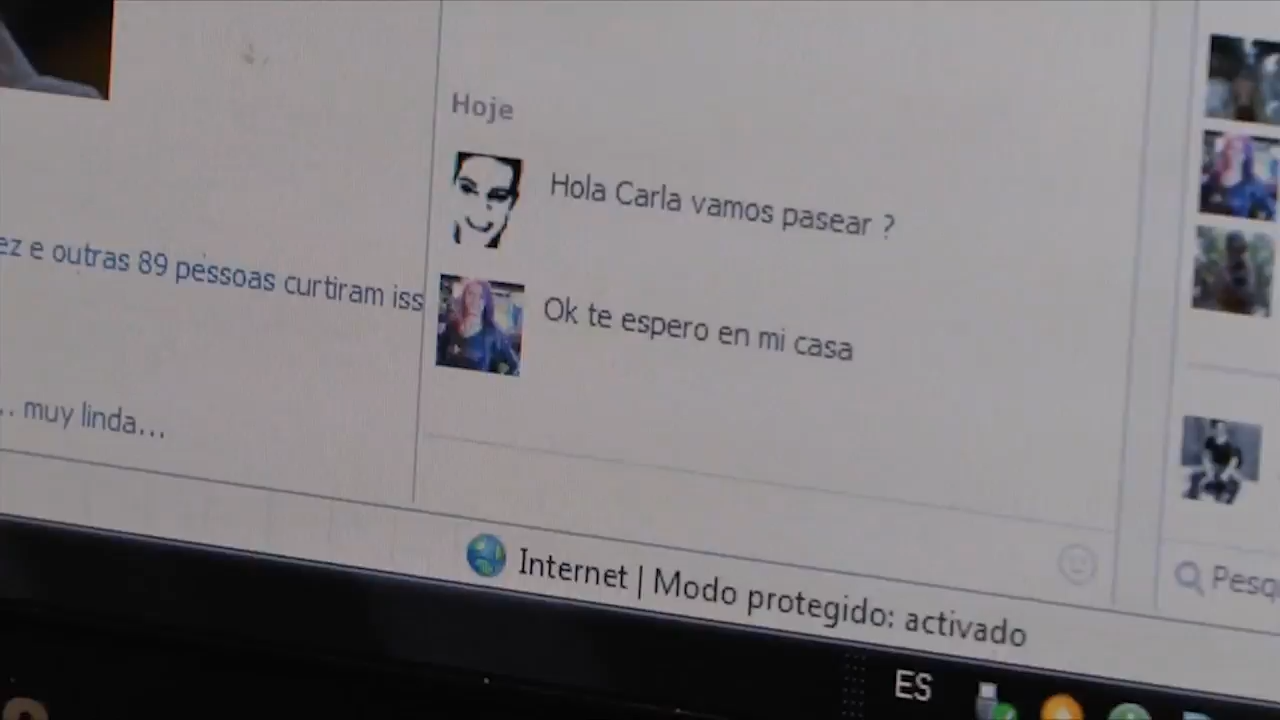 Hoje
Hola Carla vamos pasear ?
Ok te espero en mi casa
ez e outras 89 pessoas curtiram iss
.. muy linda...
Internet | Modo protegido: activado
Pesq
ES